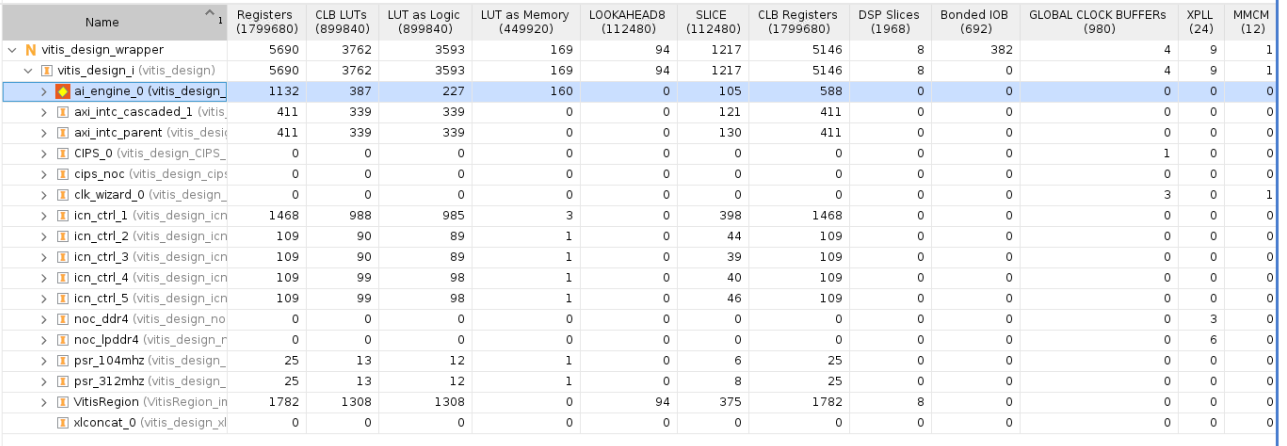 Name 1 Registers (1799680) CLB LUTs (899840) LUT as Logic (899840) LUT as Memory (449920) LOOKAHEAD8 (112480) SLICE (112480) CLB Registers (1799680) DSP Slices (1968) Bonded IOB (692) GLOBAL CLOCK BUFFERs (980) XPLL (24) MMCM (12)
N vitis_design_wrapper 5690 3762 3593 169 94 1217 5146 8 382 4 9 1
vitis_design_i (vitis_design) 5690 3762 3593 169 94 1217 5146 8 0 4 9 1
ai_engine_0 (vitis_design_ 1132 387 227 160 0 105 588 0 0 0 0 0
axi_intc_cascaded_1 (vitis_ 411 339 339 0 0 121 411 0 0 0 0 0
axi_intc_parent (vitis_desig 411 339 339 0 0 130 411 0 0 0 0 0
CIPS_0 (vitis_design_CIPS_ 0 0 0 0 0 0 0 0 0 1 0 0
cips_noc (vitis_design_cips 0 0 0 0 0 0 0 0 0 0 0 0
clk_wizard_0 (vitis_design_ 0 0 0 0 0 0 0 0 0 3 0 1
icn_ctrl_1 (vitis_design_icn 1468 988 985 3 0 398 1468 0 0 0 0 0
icn_ctrl_2 (vitis_design_icn 109 90 89 1 0 44 109 0 0 0 0 0
icn_ctrl_3 (vitis_design_icn 109 90 89 1 0 39 109 0 0 0 0 0
icn_ctrl_4 (vitis_design_icn 109 99 98 1 0 40 109 0 0 0 0 0
icn_ctrl_5 (vitis_design_icn 109 99 98 1 0 46 109 0 0 0 0 0
noc_ddr4 (vitis_design_no 0 0 0 0 0 0 0 0 0 0 3 0
noc_lpddr4 (vitis_design_n 0 0 0 0 0 0 0 0 0 0 6 0
psr_104mhz (vitis_design_ 25 13 12 1 0 6 25 0 0 0 0 0
psr_312mhz (vitis_design_ 25 13 12 1 0 8 25 0 0 0 0 0
VitisRegion (VitisRegion_in 1782 1308 1308 0 94 375 1782 8 0 0 0 0
xlconcat_0 (vitis_design_xl 0 0 0 0 0 0 0 0 0 0 0 0